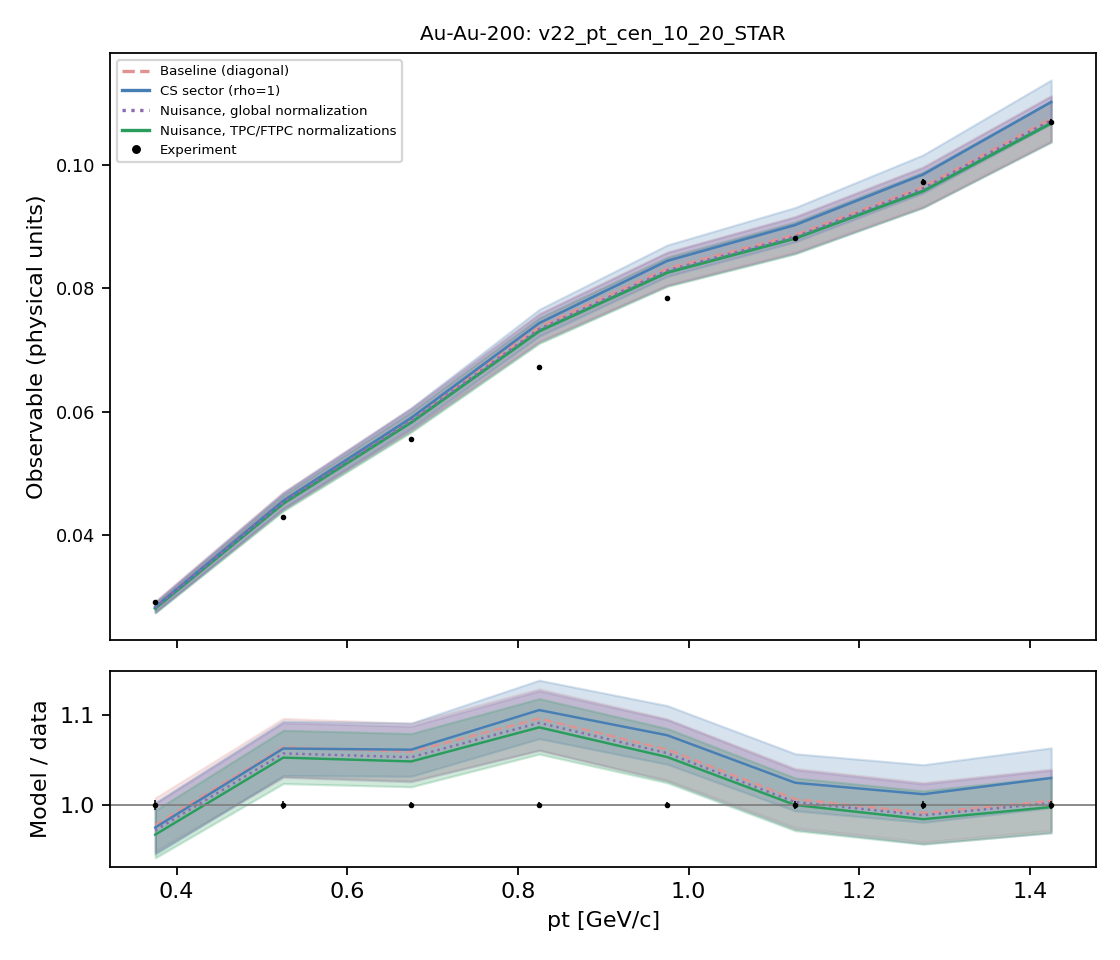 Au-Au-200: v22_pt_cen_10_20_STAR
Baseline (diagonal)
CS sector (rho=1)
Nuisance, global normalization
Nuisance, TPC/FTPC normalizations
Experiment
Observable (physical units)
0.10
0.08
0.06
0.04
Model / data
1.1
1.0
0.4 0.6 0.8 1.0 1.2 1.4
pt [GeV/c]